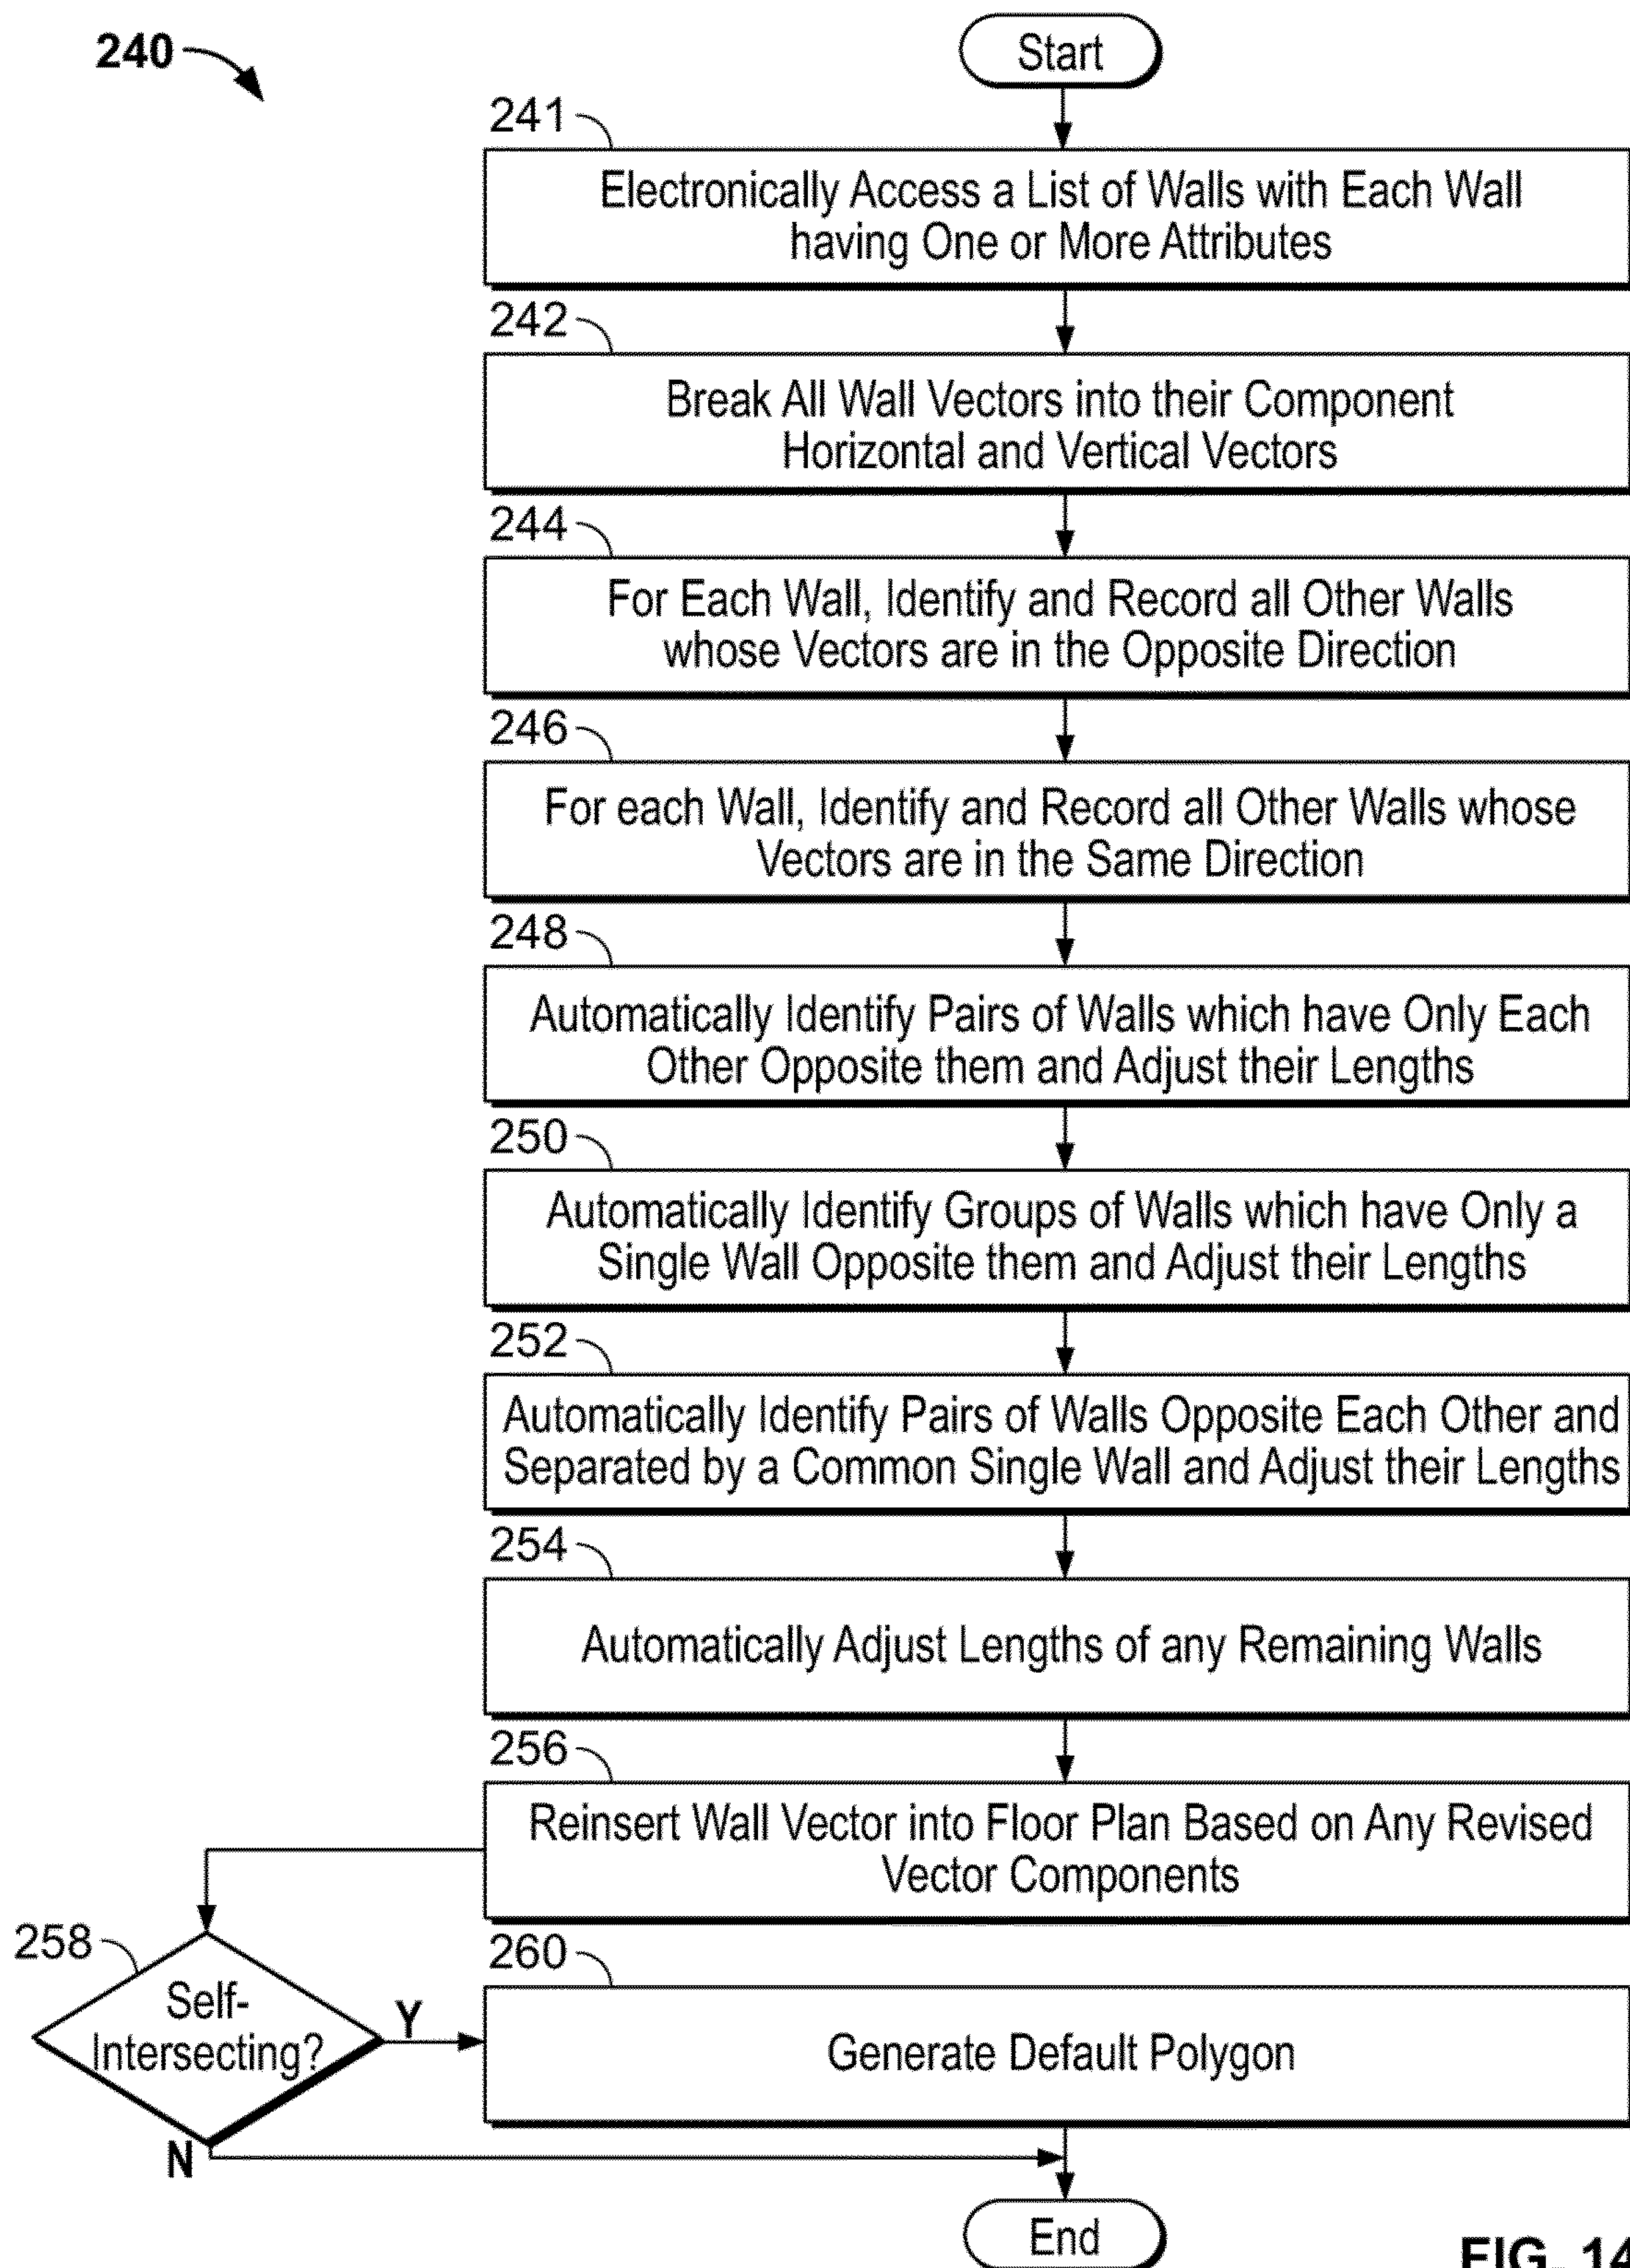 240
Start
241
Electronically Access a List of Walls with Each Wall
having One or More Attributes
242
Break All Wall Vectors into their Component
Horizontal and Vertical Vectors
244
For Each Wall, Identify and Record all Other Walls
whose Vectors are in the Opposite Direction
246
For each Wall, Identify and Record all Other Walls whose
Vectors are in the Same Direction
248
Automatically Identify Pairs of Walls which have Only Each
Other Opposite them and Adjust their Lengths
250
Automatically Identify Groups of Walls which have Only a
Single Wall Opposite them and Adjust their Lengths
252
Automatically Identify Pairs of Walls Opposite Each Other and
Separated by a Common Single Wall and Adjust their Lengths
254
Automatically Adjust Lengths of any Remaining Walls
256
Reinsert Wall Vector into Floor Plan Based on Any Revised
Vector Components
258
Self-
Intersecting?
Y
N
260
Generate Default Polygon
End
FIG. 14